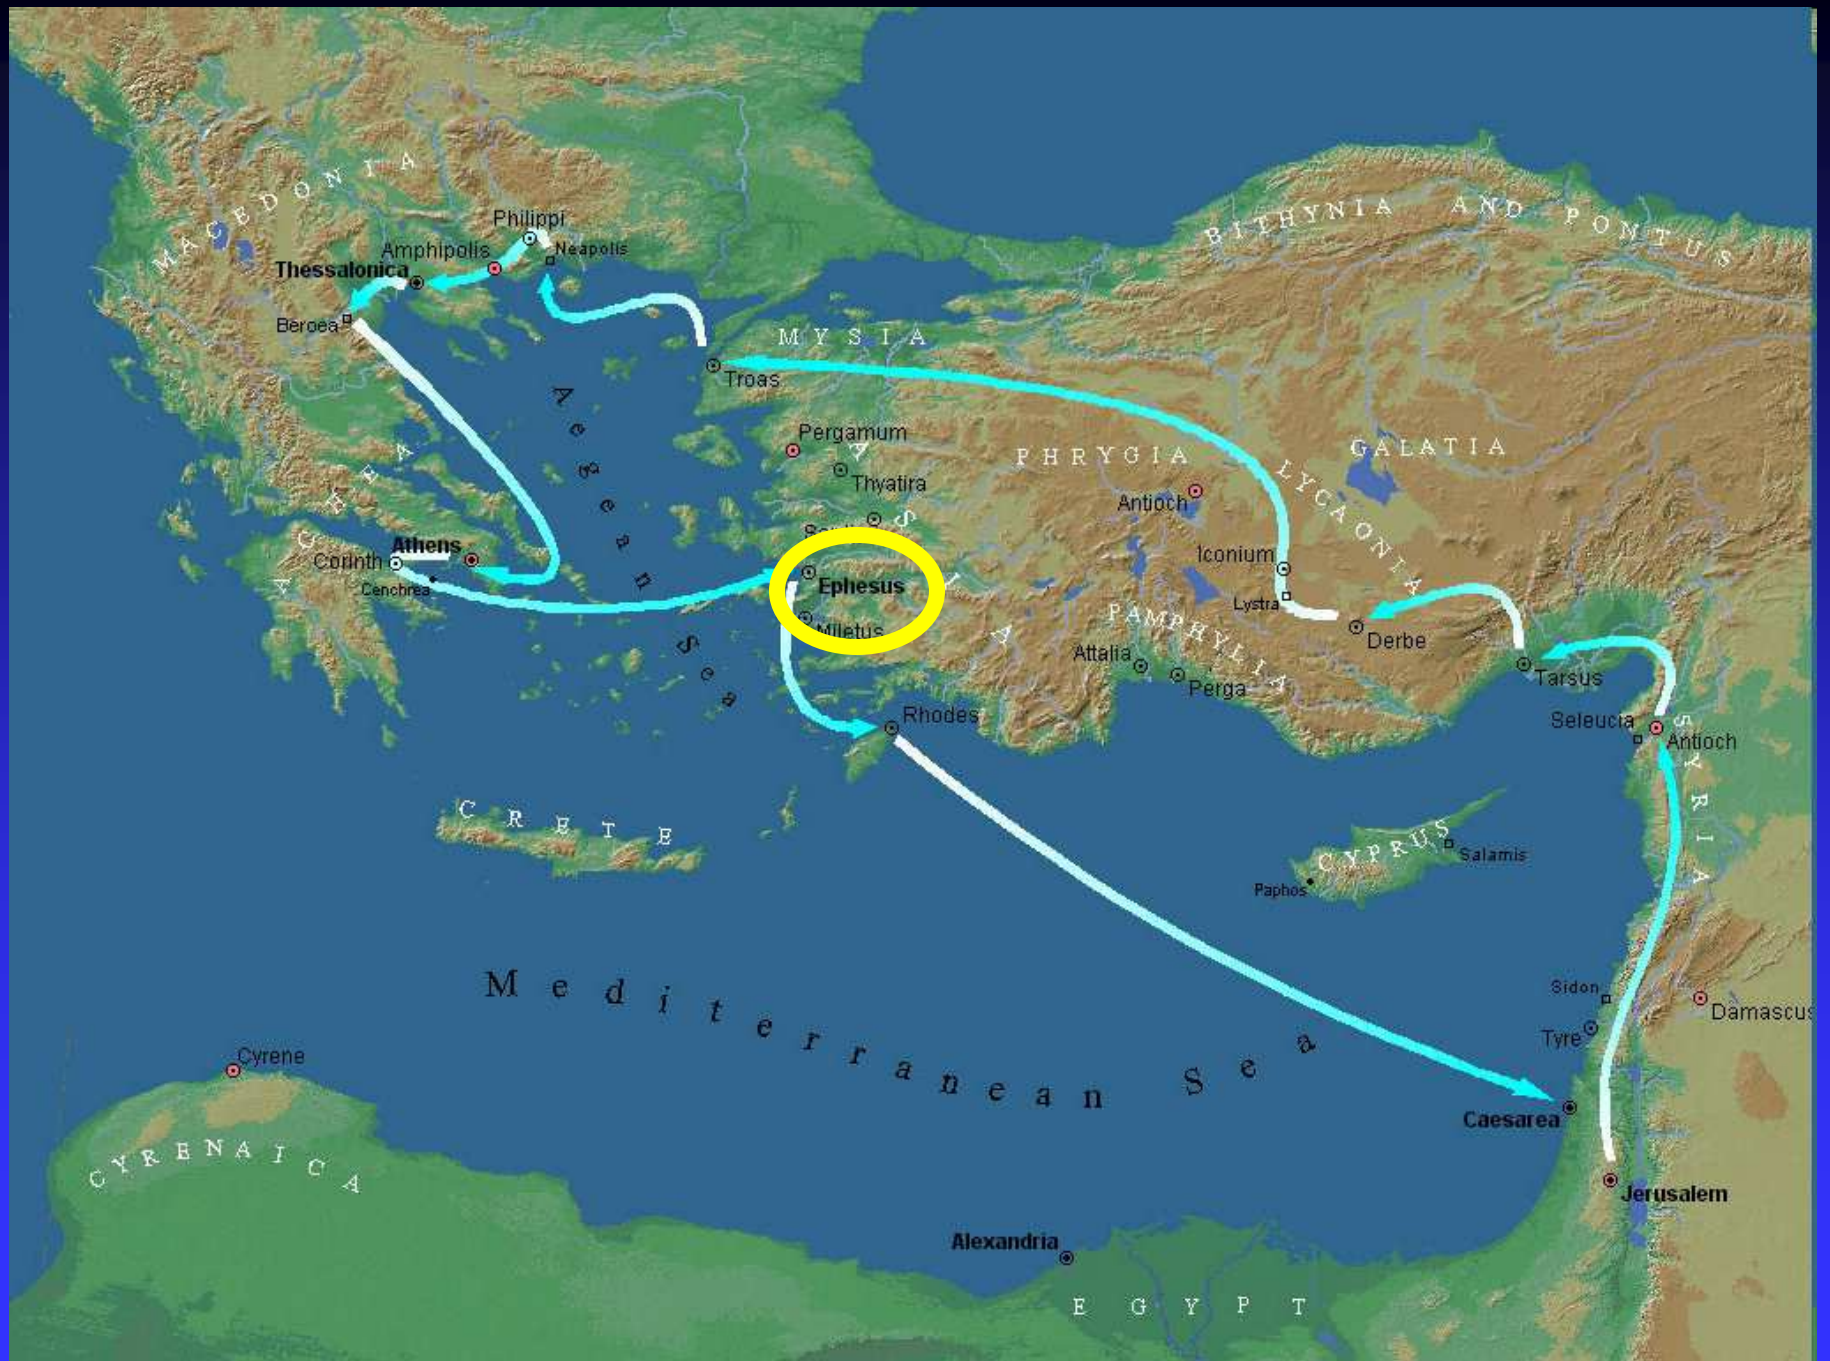 MACEDONIA
BITHYNIA AND PONTUS
Philippi
Neapolis
Amphipolis
Thessalonica
Beroea
MYSIA
Troas
Aegean Sea
Pergamum
Thyatira
ASIA
PHRYGIA
GALATIA
LYCAONIA
Antioch
ACHEA
Athens
Corinth
Cenchrea
Iconium
Lystra
Derbe
Ephesus
Miletus
PAMPHYLIA
Attalia
Perga
Tarsus
Seleucia
Antioch
SYRIA
Rhodes
CRETE
CYPRUS
Salamis
Paphos
Mediterranean Sea
Sidon
Tyre
Damascus
Cyrene
CYRENAICA
Caesarea
Jerusalem
Alexandria
EGYPT